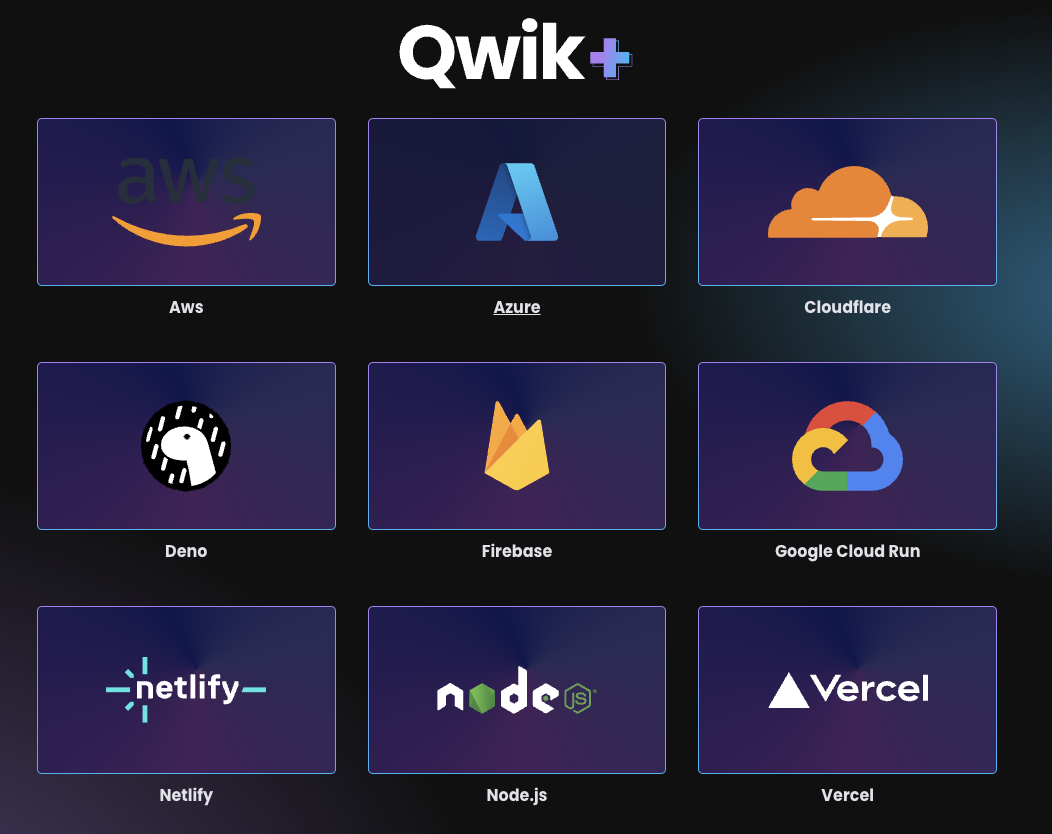 Qwik+
aws
Aws
Azure
Cloudflare
Deno
Firebase
Google Cloud Run
netlify
node JS
Vercel
Netlify
Node.js
Vercel